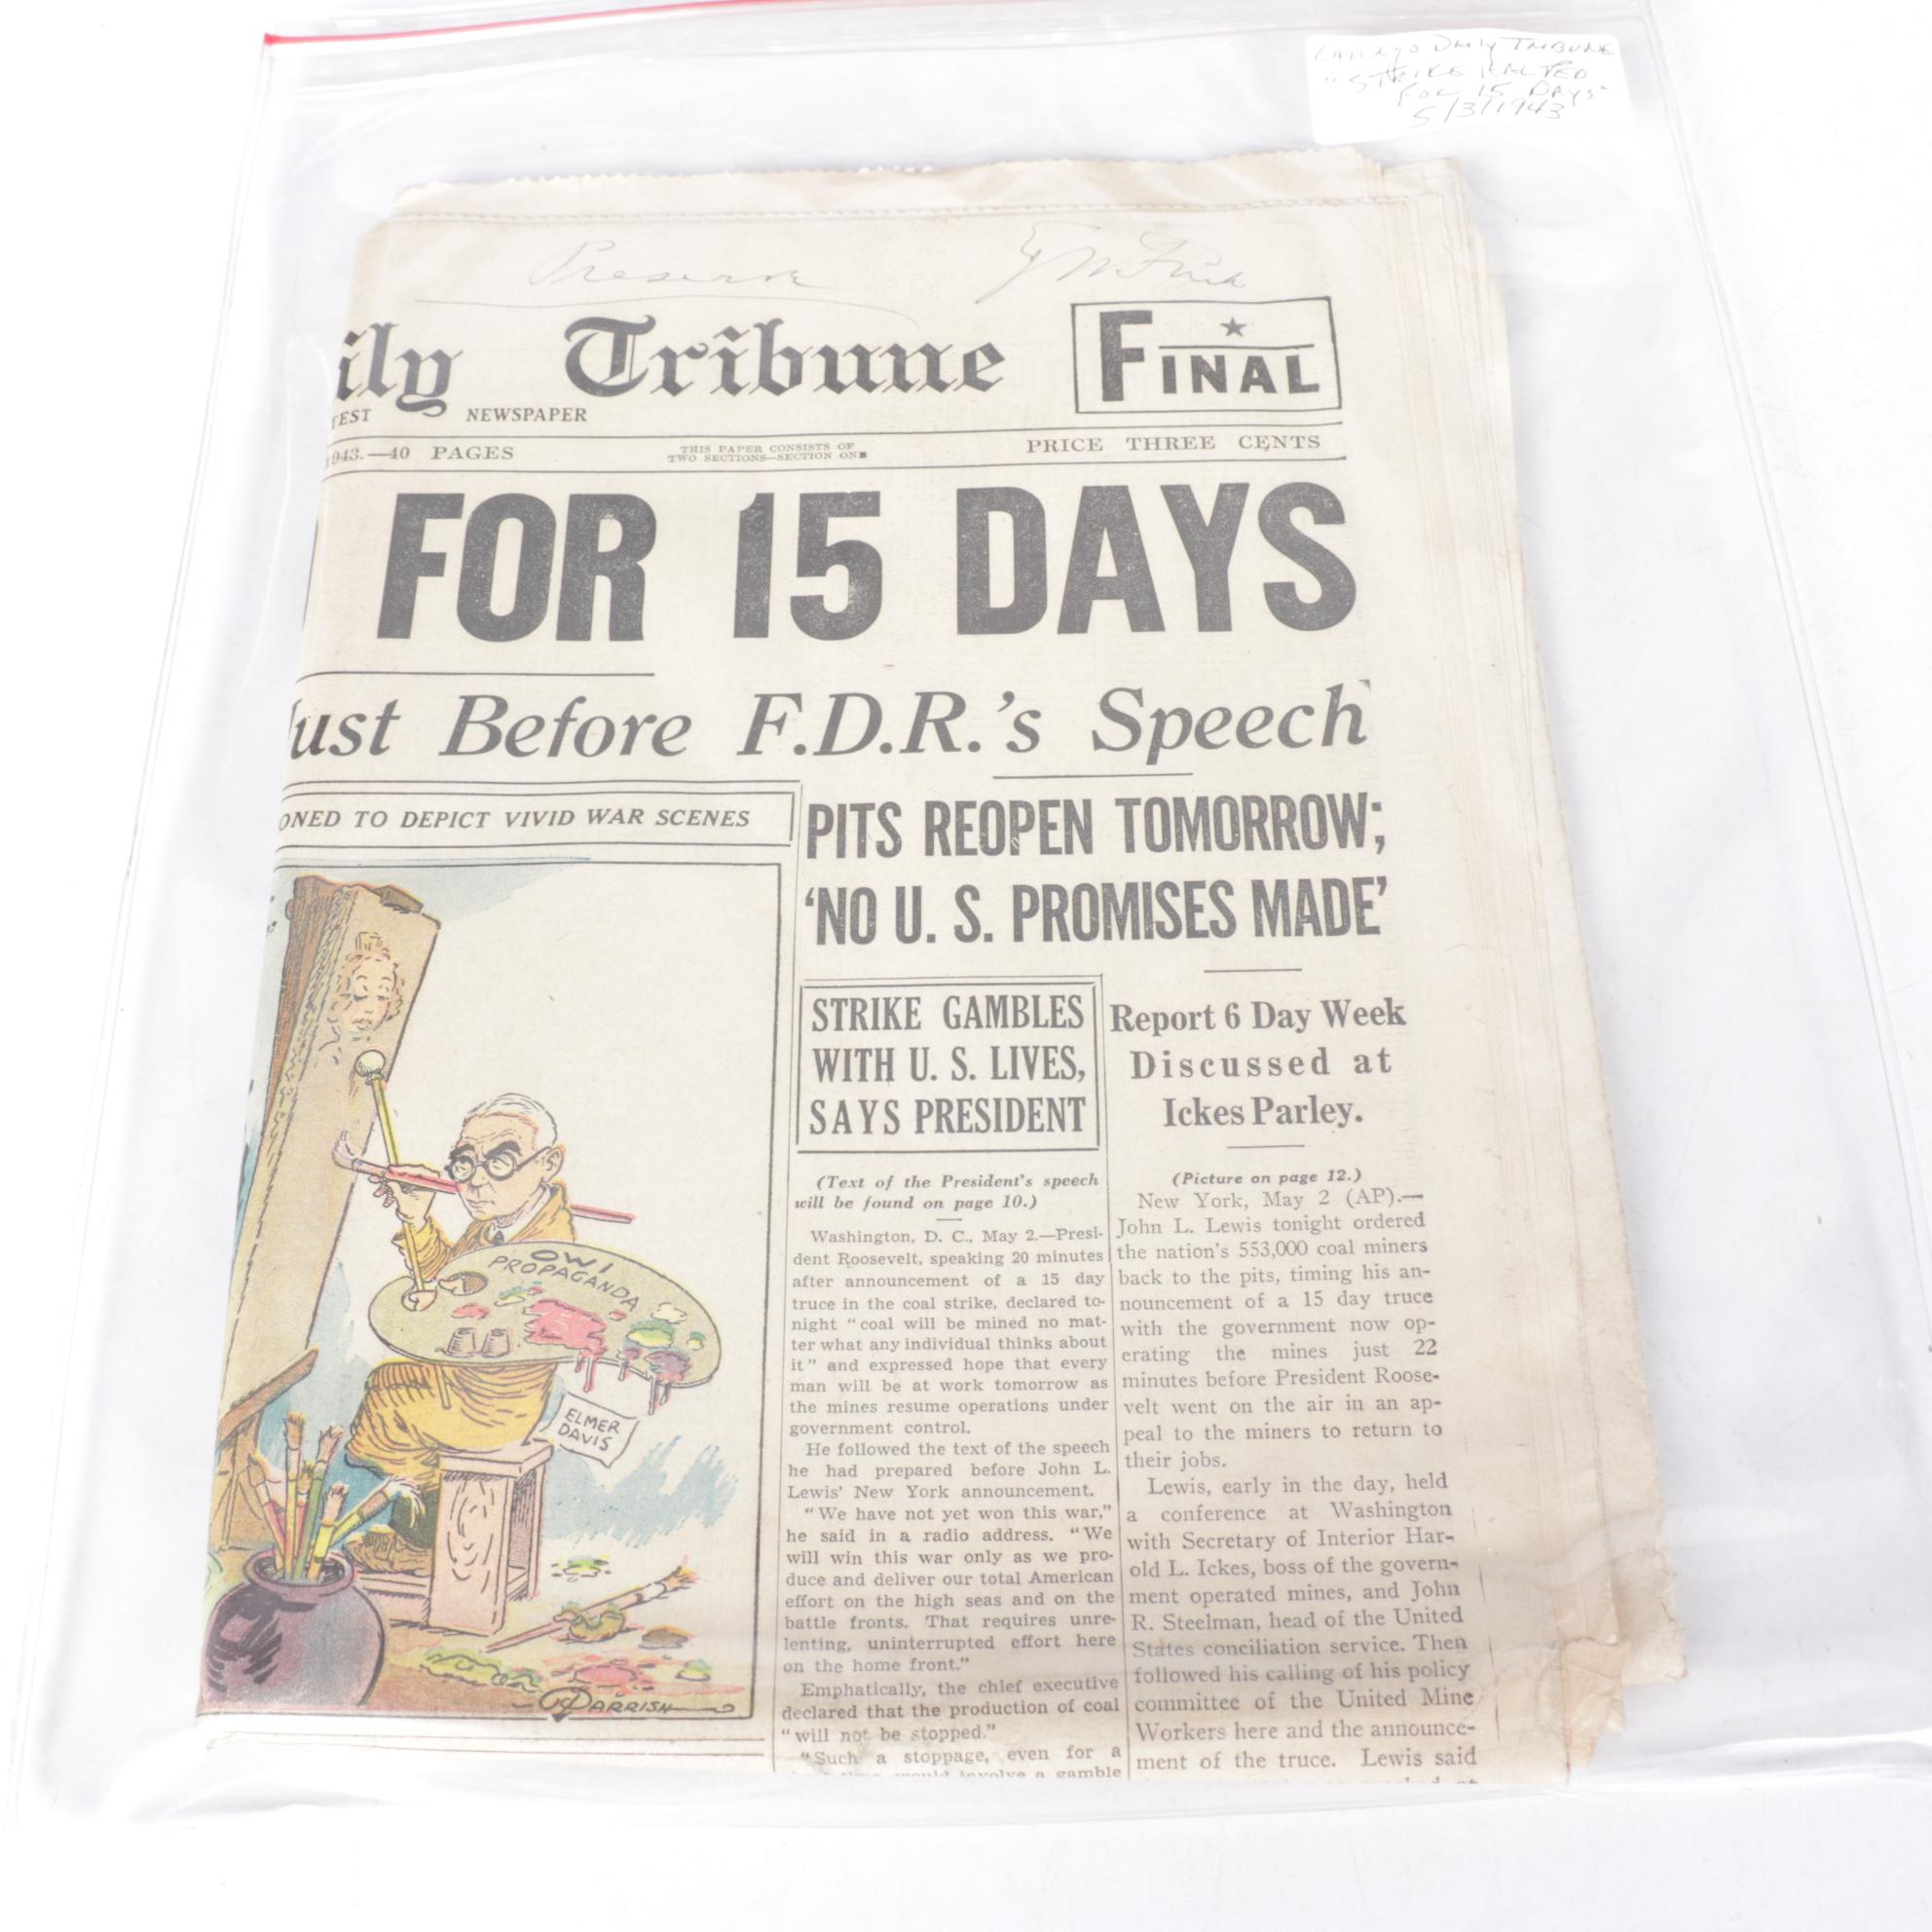 CHICAGO DAILY TRIBUNE
"STRIKE HALTED
FOR 15 DAYS"
5/3/1943
Preserve
ily Tribune
FINAL
TEST NEWSPAPER
1943.—40 PAGES
THIS PAPER CONSISTS OF
TWO SECTIONS—SECTION ONE
PRICE THREE CENTS
FOR 15 DAYS
Just Before F.D.R.'s Speech
ONED TO DEPICT VIVID WAR SCENES
OWI
PROPAGANDA
ELMER
DAVIS
PARRISH
PITS REOPEN TOMORROW;
'NO U. S. PROMISES MADE'
STRIKE GAMBLES
WITH U. S. LIVES,
SAYS PRESIDENT
(Text of the President's speech
will be found on page 10.)
Washington, D. C., May 2.—Presi-
dent Roosevelt, speaking 20 minutes
after announcement of a 15 day
truce in the coal strike, declared to-
night "coal will be mined no mat-
ter what any individual thinks about
it" and expressed hope that every
man will be at work tomorrow as
the mines resume operations under
government control.
He followed the text of the speech
he had prepared before John L.
Lewis' New York announcement.
"We have not yet won this war,"
he said in a radio address. "We
will win this war only as we pro-
duce and deliver our total American
effort on the high seas and on the
battle fronts. That requires unre-
lenting, uninterrupted effort here
on the home front."
Emphatically, the chief executive
declared that the production of coal
"will not be stopped."
"Such a stoppage, even for a
time, would involve a gamble
Report 6 Day Week
Discussed at
Ickes Parley.
(Picture on page 12.)
New York, May 2 (AP).—
John L. Lewis tonight ordered
the nation's 553,000 coal miners
back to the pits, timing his an-
nouncement of a 15 day truce
with the government now op-
erating the mines just 22
minutes before President Roose-
velt went on the air in an ap-
peal to the miners to return to
their jobs.
Lewis, early in the day, held
a conference at Washington
with Secretary of Interior Har-
old L. Ickes, boss of the govern-
ment operated mines, and John
R. Steelman, head of the United
States conciliation service. Then
followed his calling of his policy
committee of the United Mine
Workers here and the announce-
ment of the truce. Lewis said